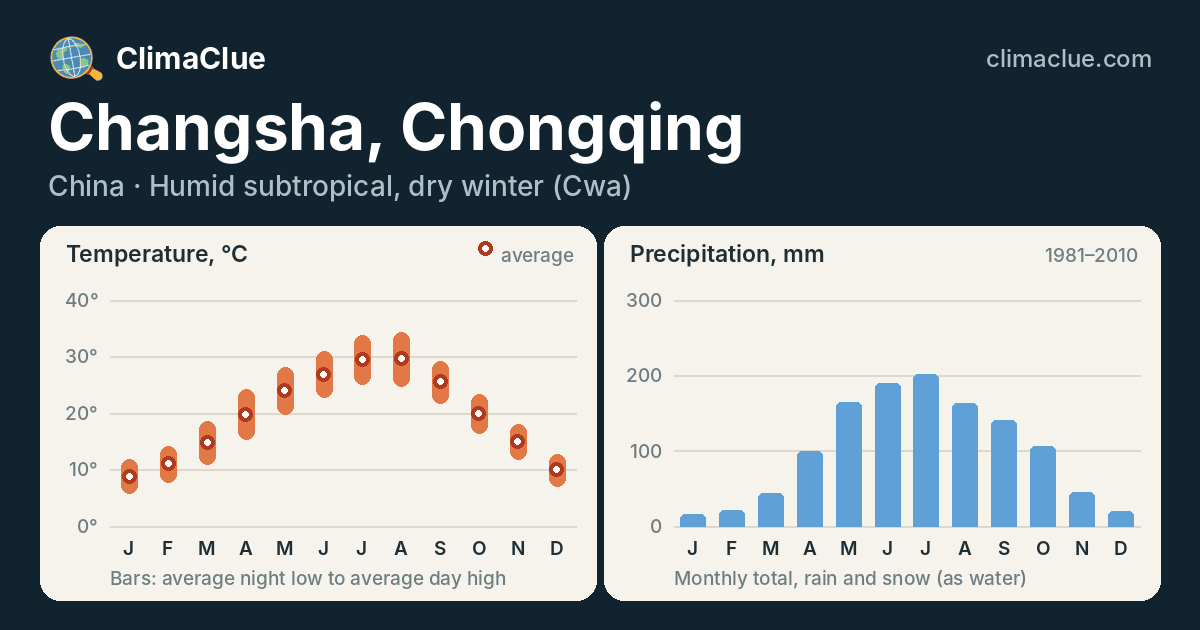 ClimaClue
climaclue.com
Changsha, Chongqing
China · Humid subtropical, dry winter (Cwa)
Temperature, °C
average
40°
30°
20°
10°
0°
J F M A M J J A S O N D
Bars: average night low to average day high
Precipitation, mm
1981–2010
300
200
100
0
J F M A M J J A S O N D
Monthly total, rain and snow (as water)